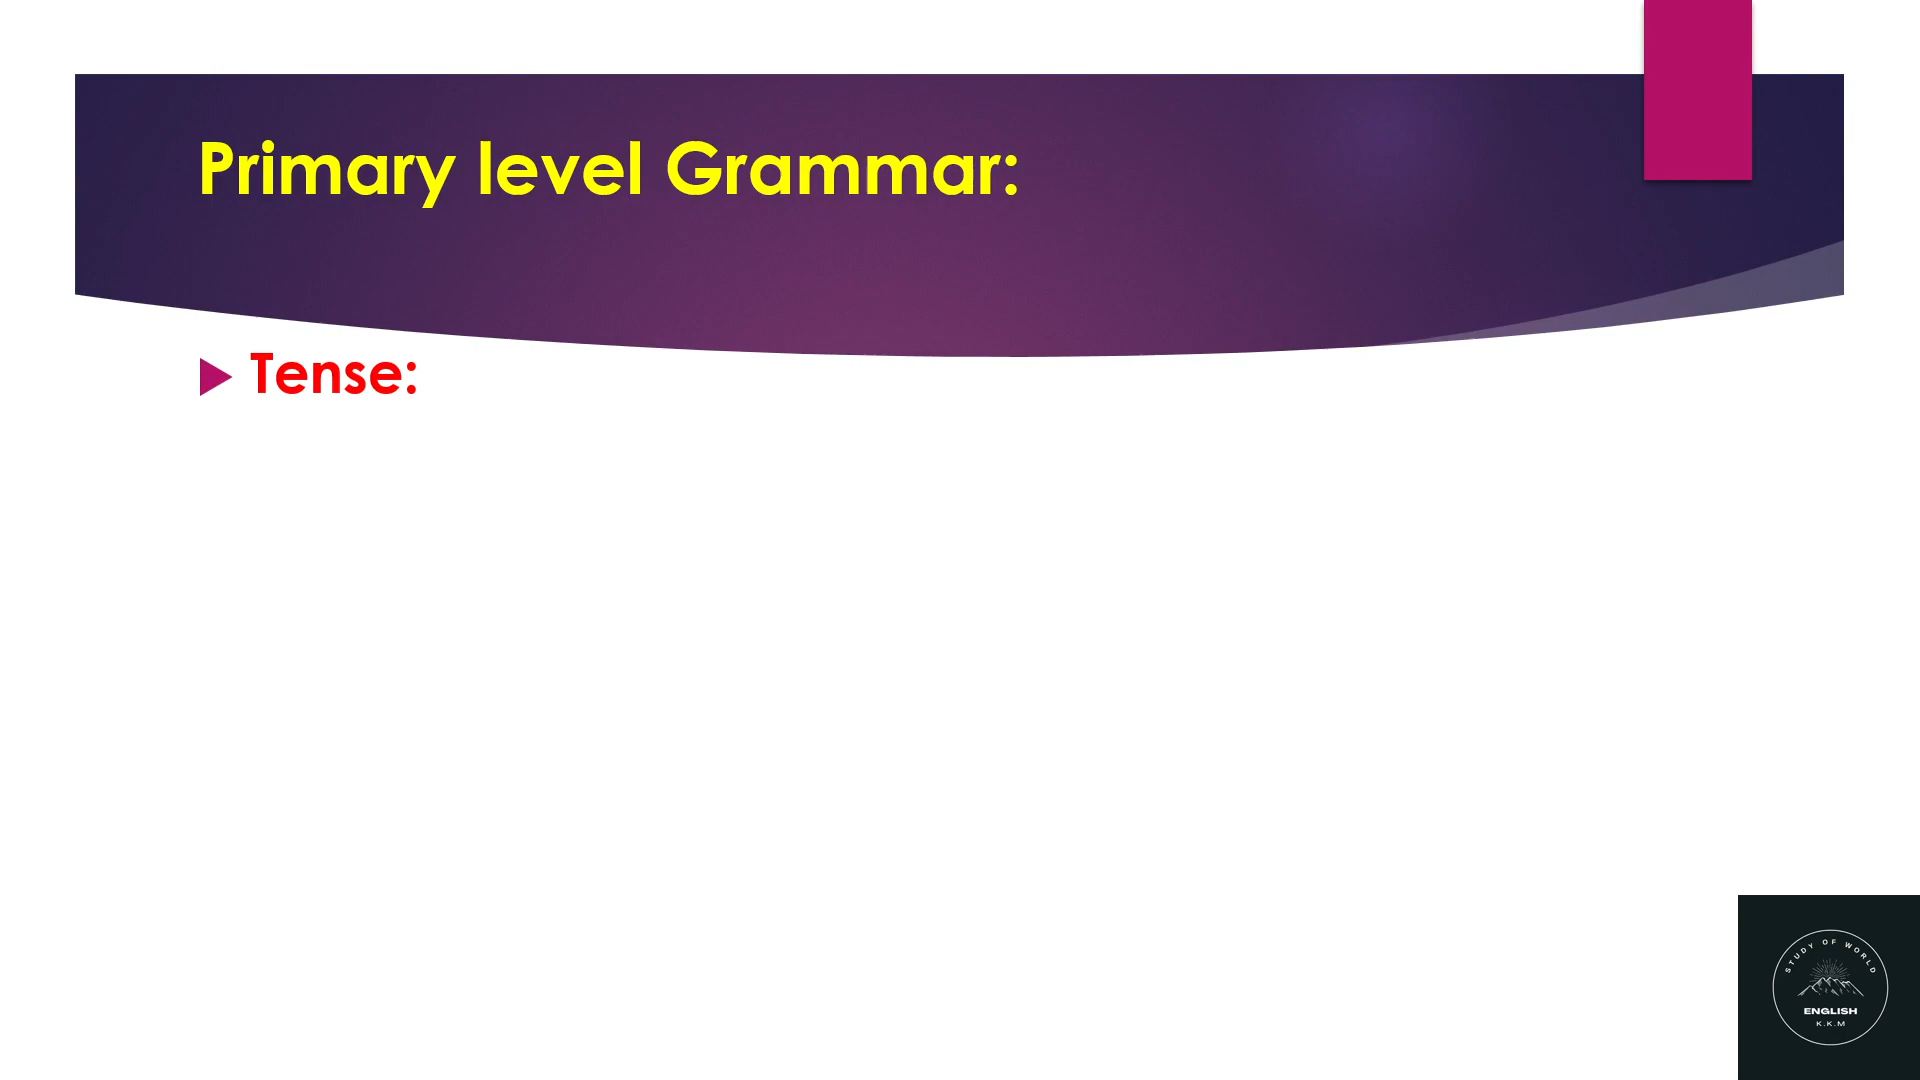 Primary level Grammar:
Tense:
STUDY OF WORLD
ENGLISH
K.K.M